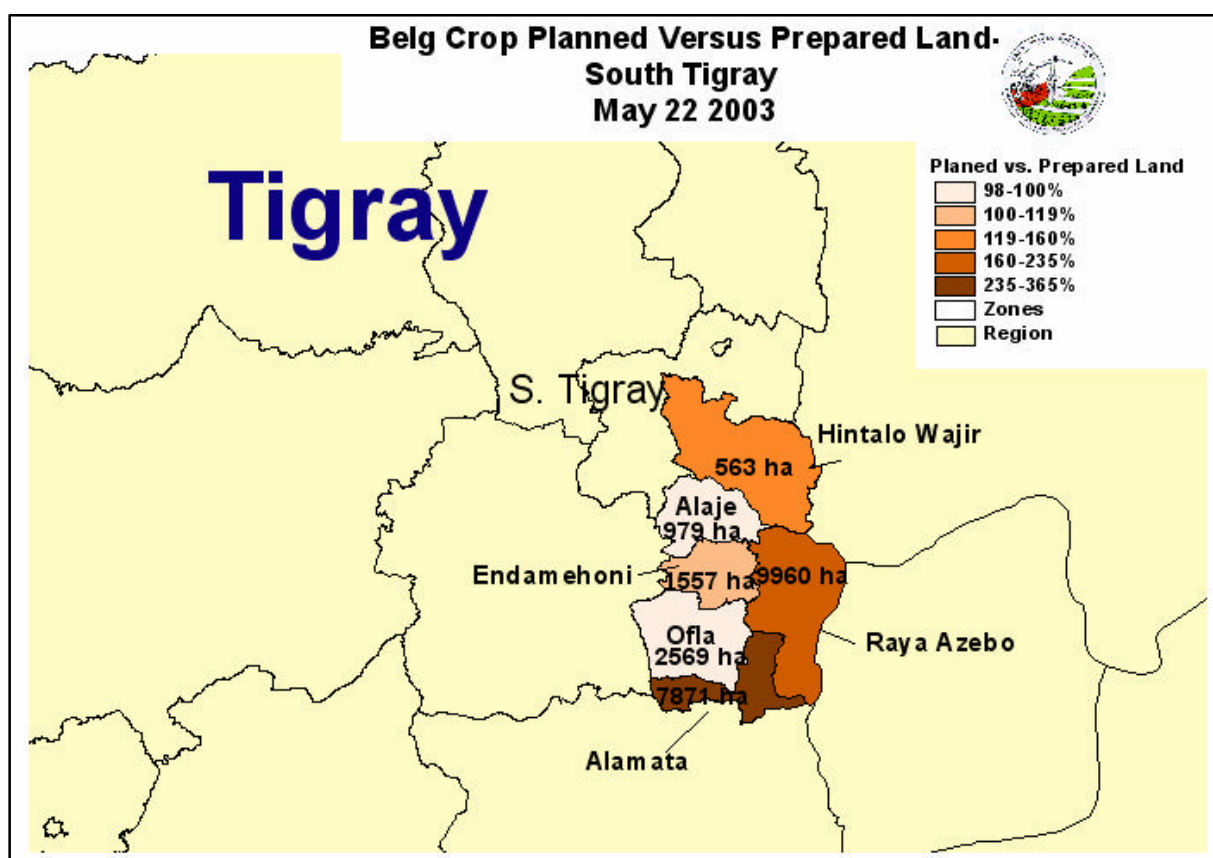 Belg Crop Planned Versus Prepared Land-
South Tigray
May 22 2003
Planed vs. Prepared Land
98-100%
100-119%
119-160%
160-235%
235-365%
Zones
Region
Tigray
S. Tigray
Hintalo Wajir
563 ha
Alaje
979 ha
Endamehoni
1557 ha
9960 ha
Ofla
2569 ha
Raya Azebo
7871 ha
Alamata